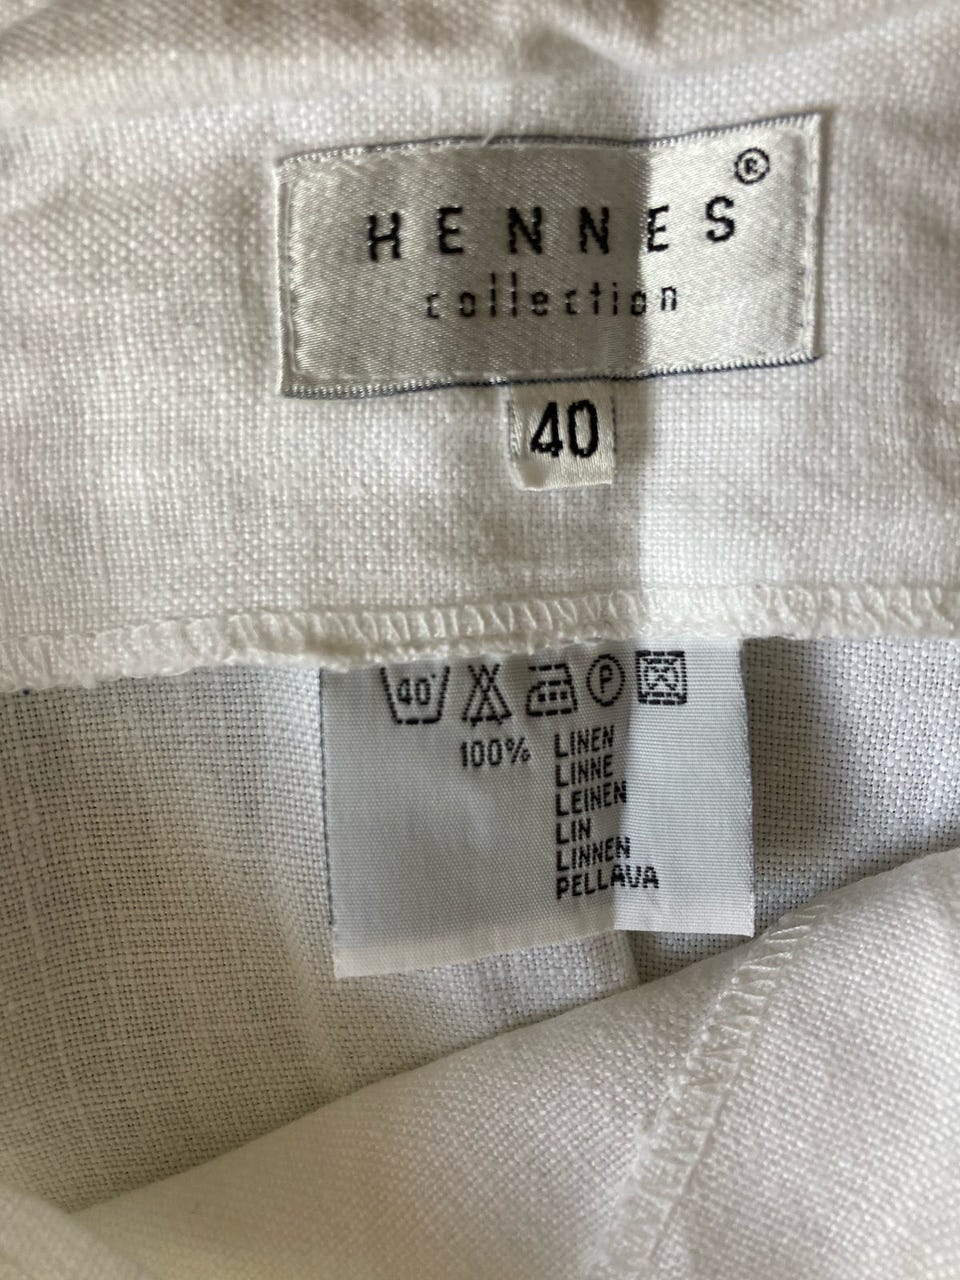 HENNES®
collection
40
40°
P
100% LINEN
LINNE
LEINEN
LIN
LINNEN
PELLAVA